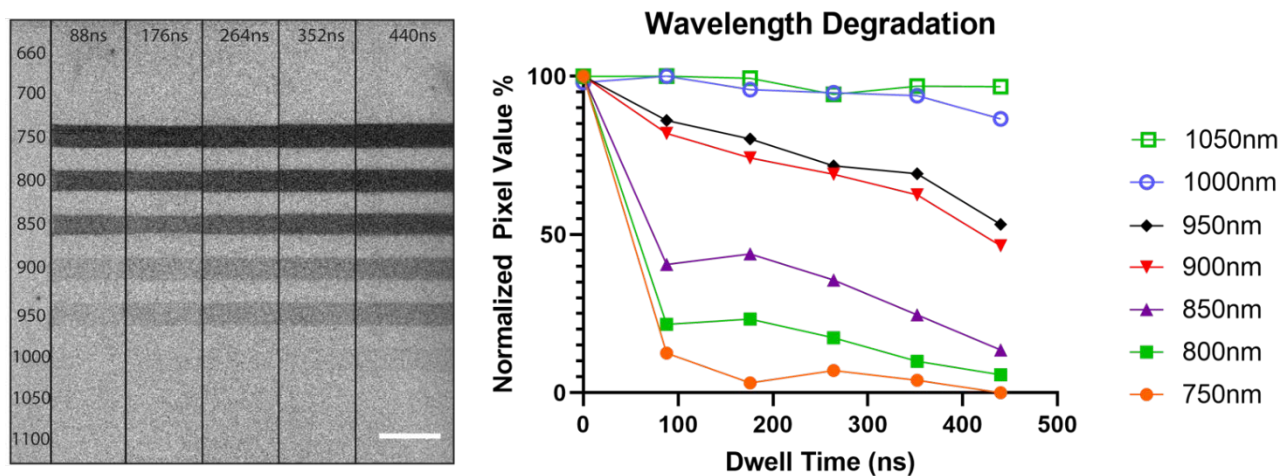 88ns 176ns 264ns 352ns 440ns
660
700
750
800
850
900
950
1000
1050
1100
Wavelength Degradation
Normalized Pixel Value %
100
50
0
0 100 200 300 400 500
Dwell Time (ns)
1050nm
1000nm
950nm
900nm
850nm
800nm
750nm